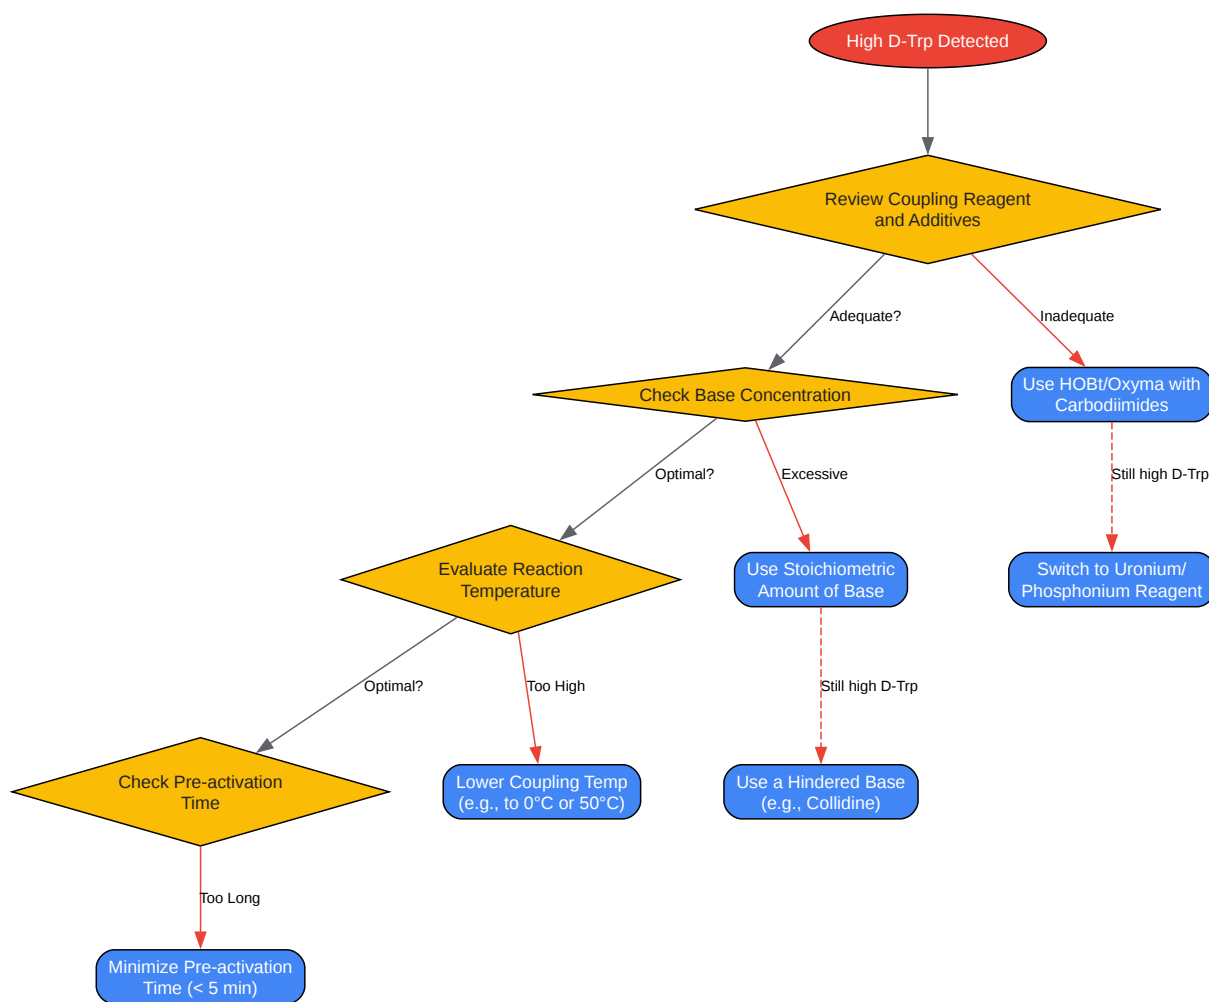 High D-Trp Detected
Review Coupling Reagent
and Additives
Adequate?
Inadequate
Check Base Concentration
Use HOBt/Oxyma with
Carbodiimides
Optimal?
Excessive
Still high D-Trp
Evaluate Reaction
Temperature
Use Stoichiometric
Amount of Base
Switch to Uronium/
Phosphonium Reagent
Optimal?
Too High
Still high D-Trp
Check Pre-activation
Time
Lower Coupling Temp
(e.g., to 0°C or 50°C)
Use a Hindered Base
(e.g., Collidine)
Too Long
Minimize Pre-activation
Time (< 5 min)